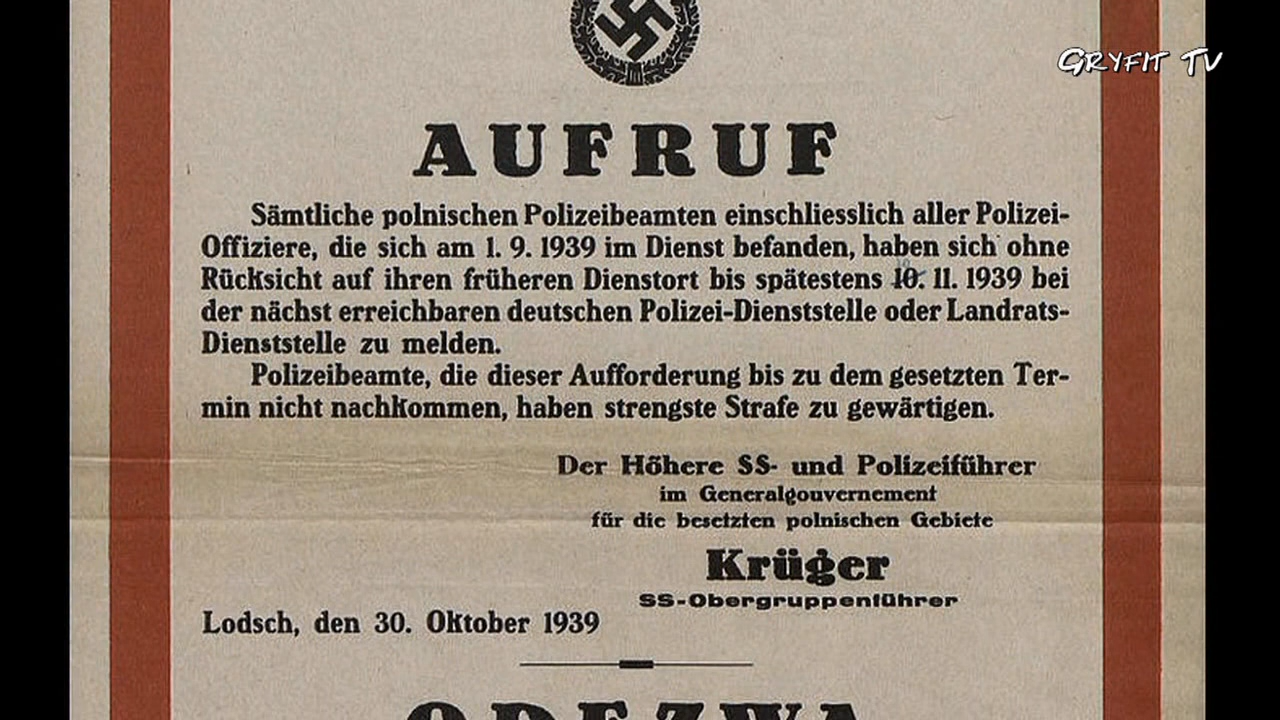 GRYFIT TV
AUFRUF
Sämtliche polnischen Polizeibeamten einschliesslich aller Polizei-
Offiziere, die sich am 1. 9. 1939 im Dienst befanden, haben sich ohne
Rücksicht auf ihren früheren Dienstort bis spätestens 10. 11. 1939 bei
der nächst erreichbaren deutschen Polizei-Dienststelle oder Landrats-
Dienststelle zu melden.
Polizeibeamte, die dieser Aufforderung bis zu dem gesetzten Ter-
min nicht nachkommen, haben strengste Strafe zu gewärtigen.
Der Höhere SS- und Polizeiführer
im Generalgouvernement
für die besetzten polnischen Gebiete
Krüger
SS-Obergruppenführer
Lodsch, den 30. Oktober 1939
ODEZWA